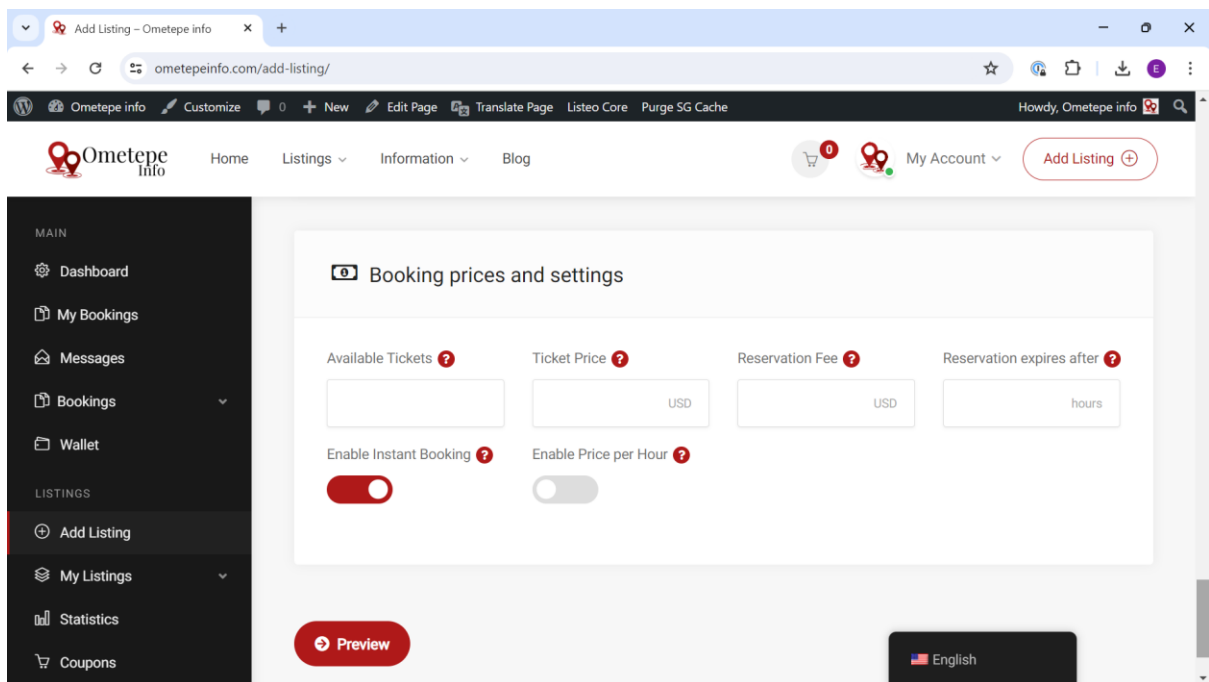 Add Listing – Ometepe info
ometepeinfo.com/add-listing/
E
Ometepe info Customize 0 New Edit Page Translate Page Listeo Core Purge SG Cache Howdy, Ometepe info
Ometepe
Info
Home Listings Information Blog 0 My Account Add Listing
MAIN
Dashboard
My Bookings
Messages
Bookings
Wallet
LISTINGS
Add Listing
My Listings
Statistics
Coupons
Booking prices and settings
Available Tickets ? Ticket Price ? Reservation Fee ? Reservation expires after ?
USD USD hours
Enable Instant Booking ? Enable Price per Hour ?
Preview
English